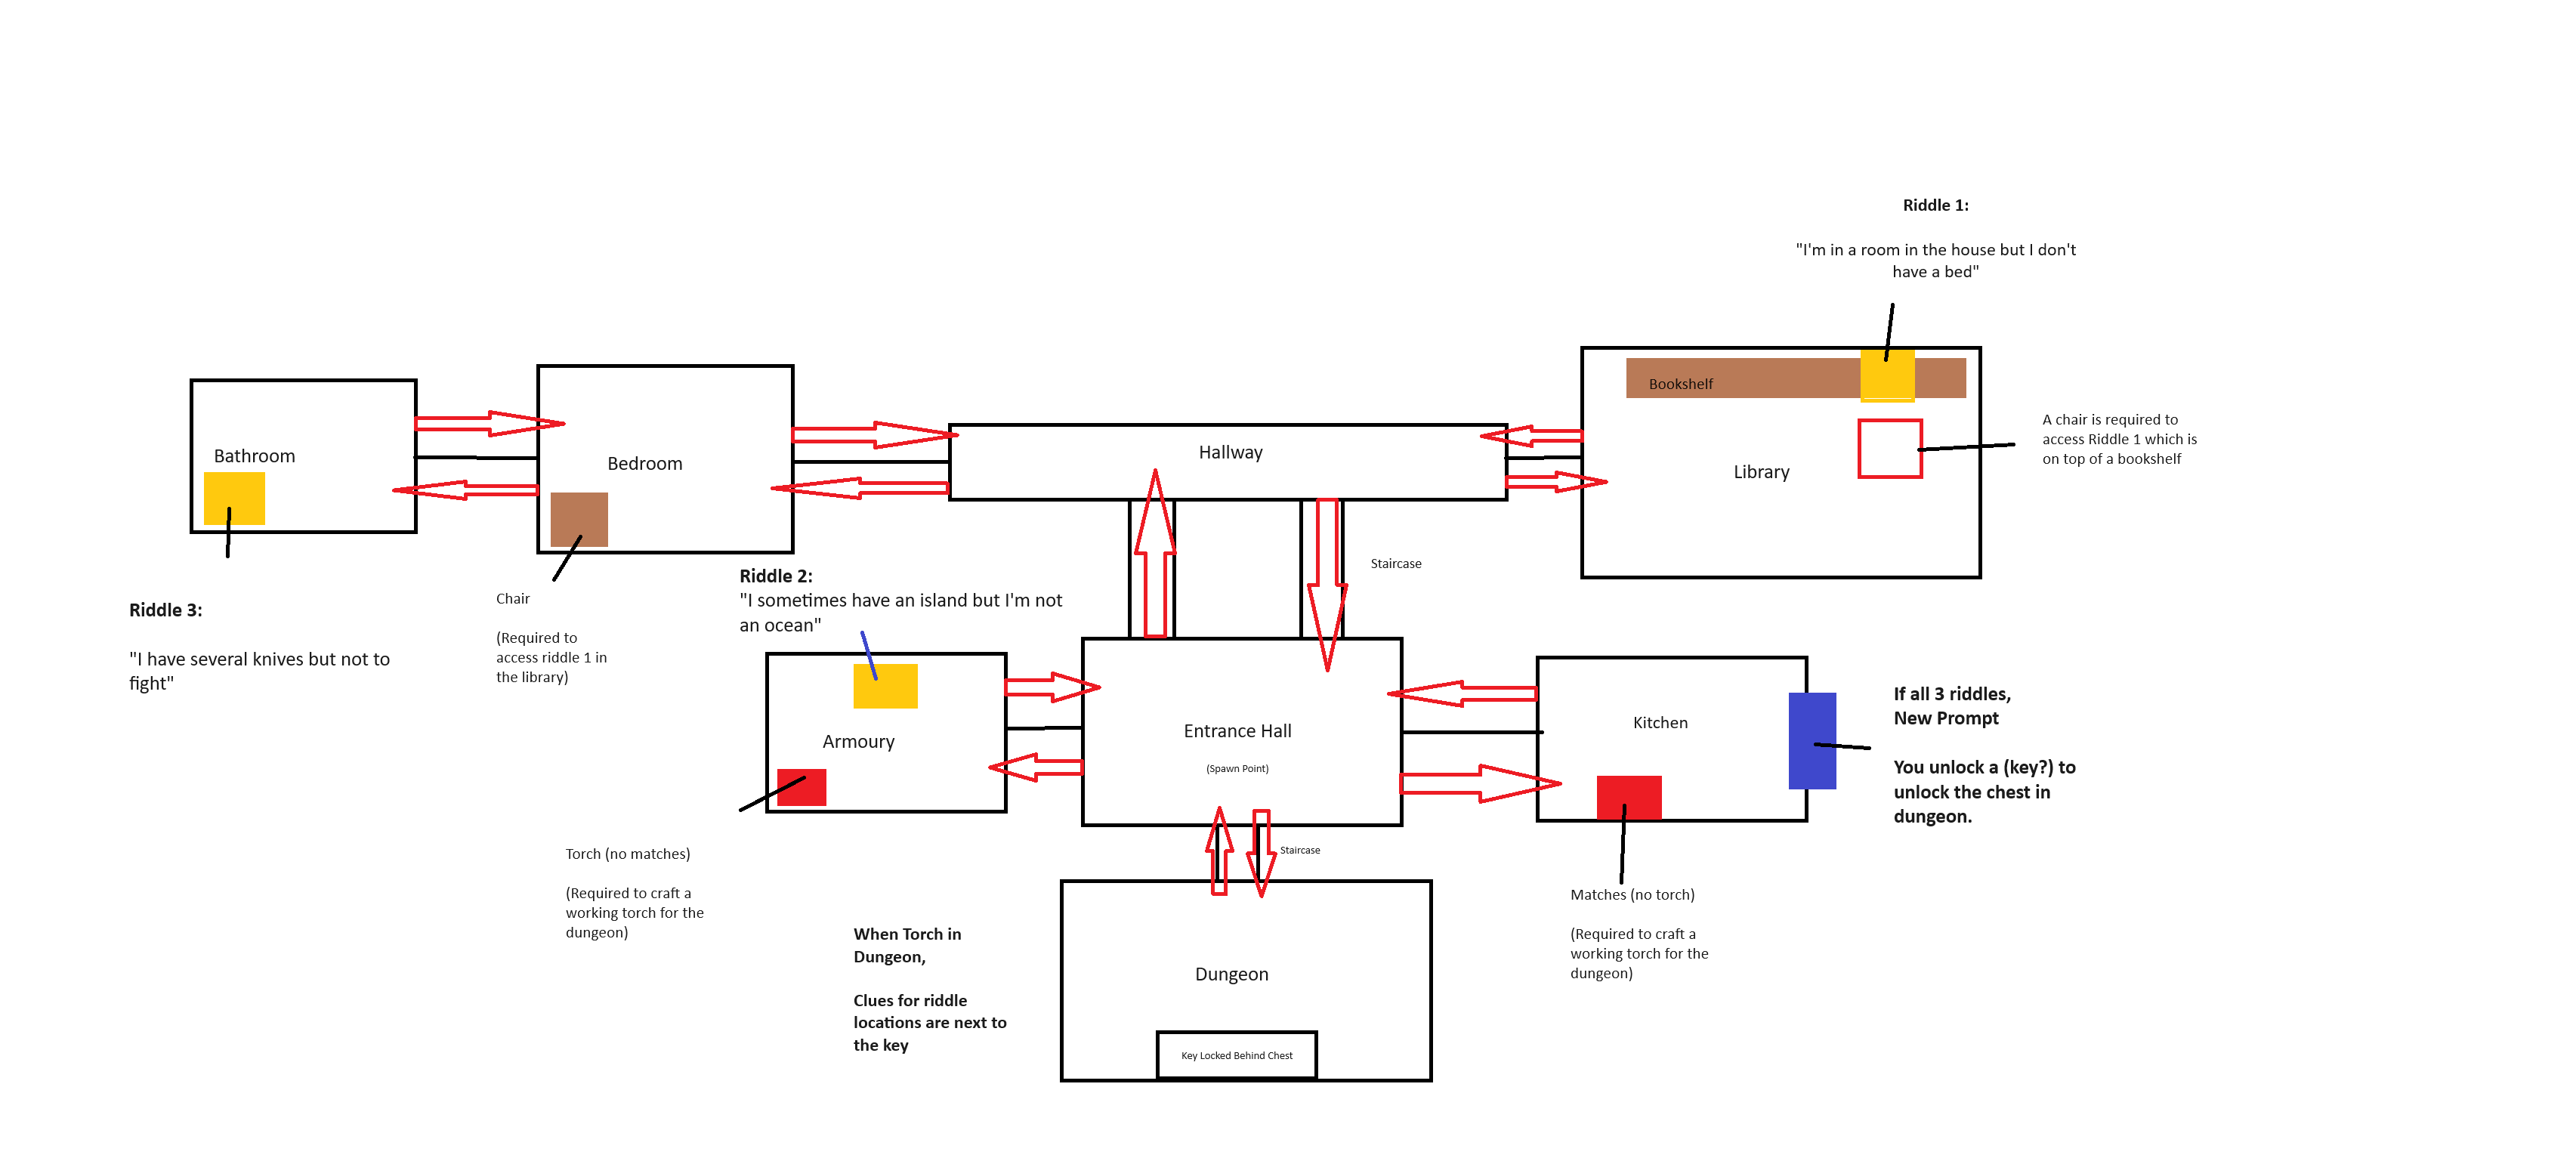 Riddle 1:
"I'm in a room in the house but I don't
have a bed"
Bookshelf
Library
A chair is required to
access Riddle 1 which is
on top of a bookshelf
Bathroom
Bedroom
Hallway
Staircase
Riddle 3:
"I have several knives but not to
fight"
Chair
(Required to
access riddle 1 in
the library)
Riddle 2:
"I sometimes have an island but I'm not
an ocean"
Armoury
Entrance Hall
(Spawn Point)
Kitchen
If all 3 riddles,
New Prompt
You unlock a (key?) to
unlock the chest in
dungeon.
Torch (no matches)
(Required to craft a
working torch for the
dungeon)
Staircase
Matches (no torch)
(Required to craft a
working torch for the
dungeon)
When Torch in
Dungeon,
Clues for riddle
locations are next to
the key
Dungeon
Key Locked Behind Chest